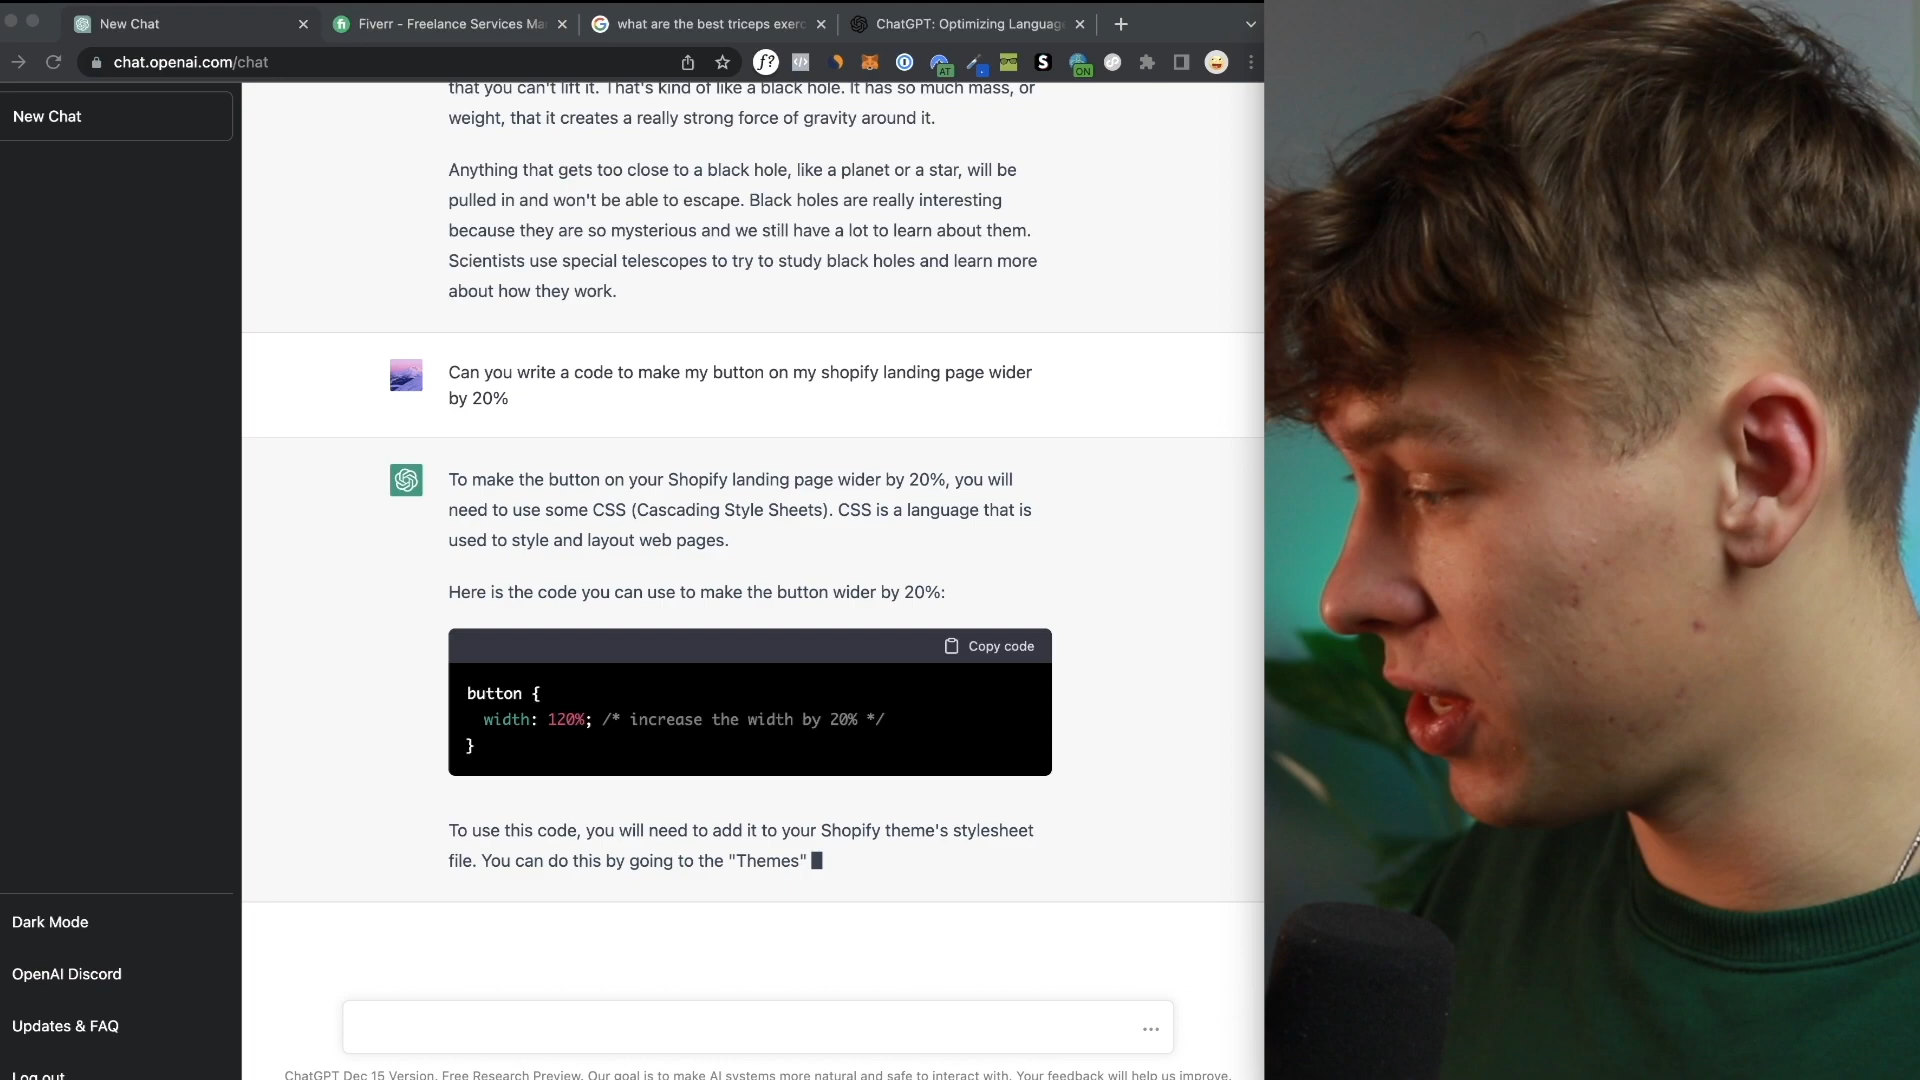 New Chat
Fiverr - Freelance Services Ma
what are the best triceps exerc
ChatGPT: Optimizing Language
chat.openai.com/chat
f?
AT
S
ON
New Chat
that you can't lift it. That's kind of like a black hole. It has so much mass, or
weight, that it creates a really strong force of gravity around it.
Anything that gets too close to a black hole, like a planet or a star, will be
pulled in and won't be able to escape. Black holes are really interesting
because they are so mysterious and we still have a lot to learn about them.
Scientists use special telescopes to try to study black holes and learn more
about how they work.
Can you write a code to make my button on my shopify landing page wider
by 20%
To make the button on your Shopify landing page wider by 20%, you will
need to use some CSS (Cascading Style Sheets). CSS is a language that is
used to style and layout web pages.
Here is the code you can use to make the button wider by 20%:
Copy code
button {
width: 120%; /* increase the width by 20% */
}
To use this code, you will need to add it to your Shopify theme's stylesheet
file. You can do this by going to the "Themes"
Dark Mode
OpenAI Discord
Updates & FAQ
Log out
ChatGPT Dec 15 Version. Free Research Preview. Our goal is to make AI systems more natural and safe to interact with. Your feedback will help us improve.